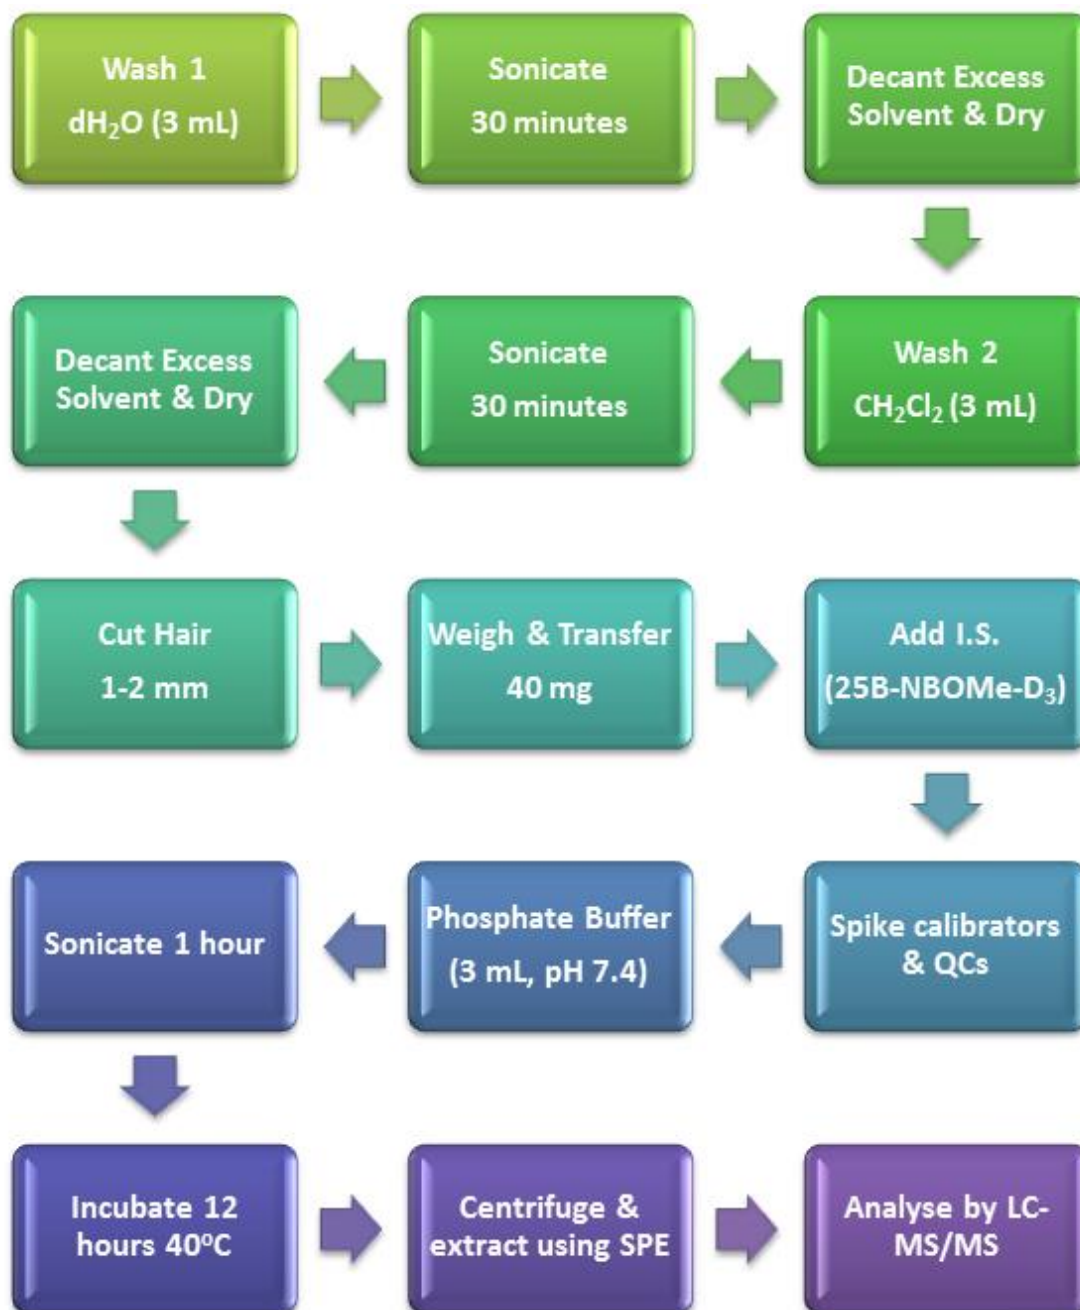 Wash 1
dH₂O (3 mL)
Sonicate
30 minutes
Decant Excess
Solvent & Dry
Wash 2
CH₂Cl₂ (3 mL)
Sonicate
30 minutes
Decant Excess
Solvent & Dry
Cut Hair
1-2 mm
Weigh & Transfer
40 mg
Add I.S.
(25B-NBOMe-D₃)
Spike calibrators
& QCs
Phosphate Buffer
(3 mL, pH 7.4)
Sonicate 1 hour
Incubate 12
hours 40ºC
Centrifuge &
extract using SPE
Analyse by LC-
MS/MS